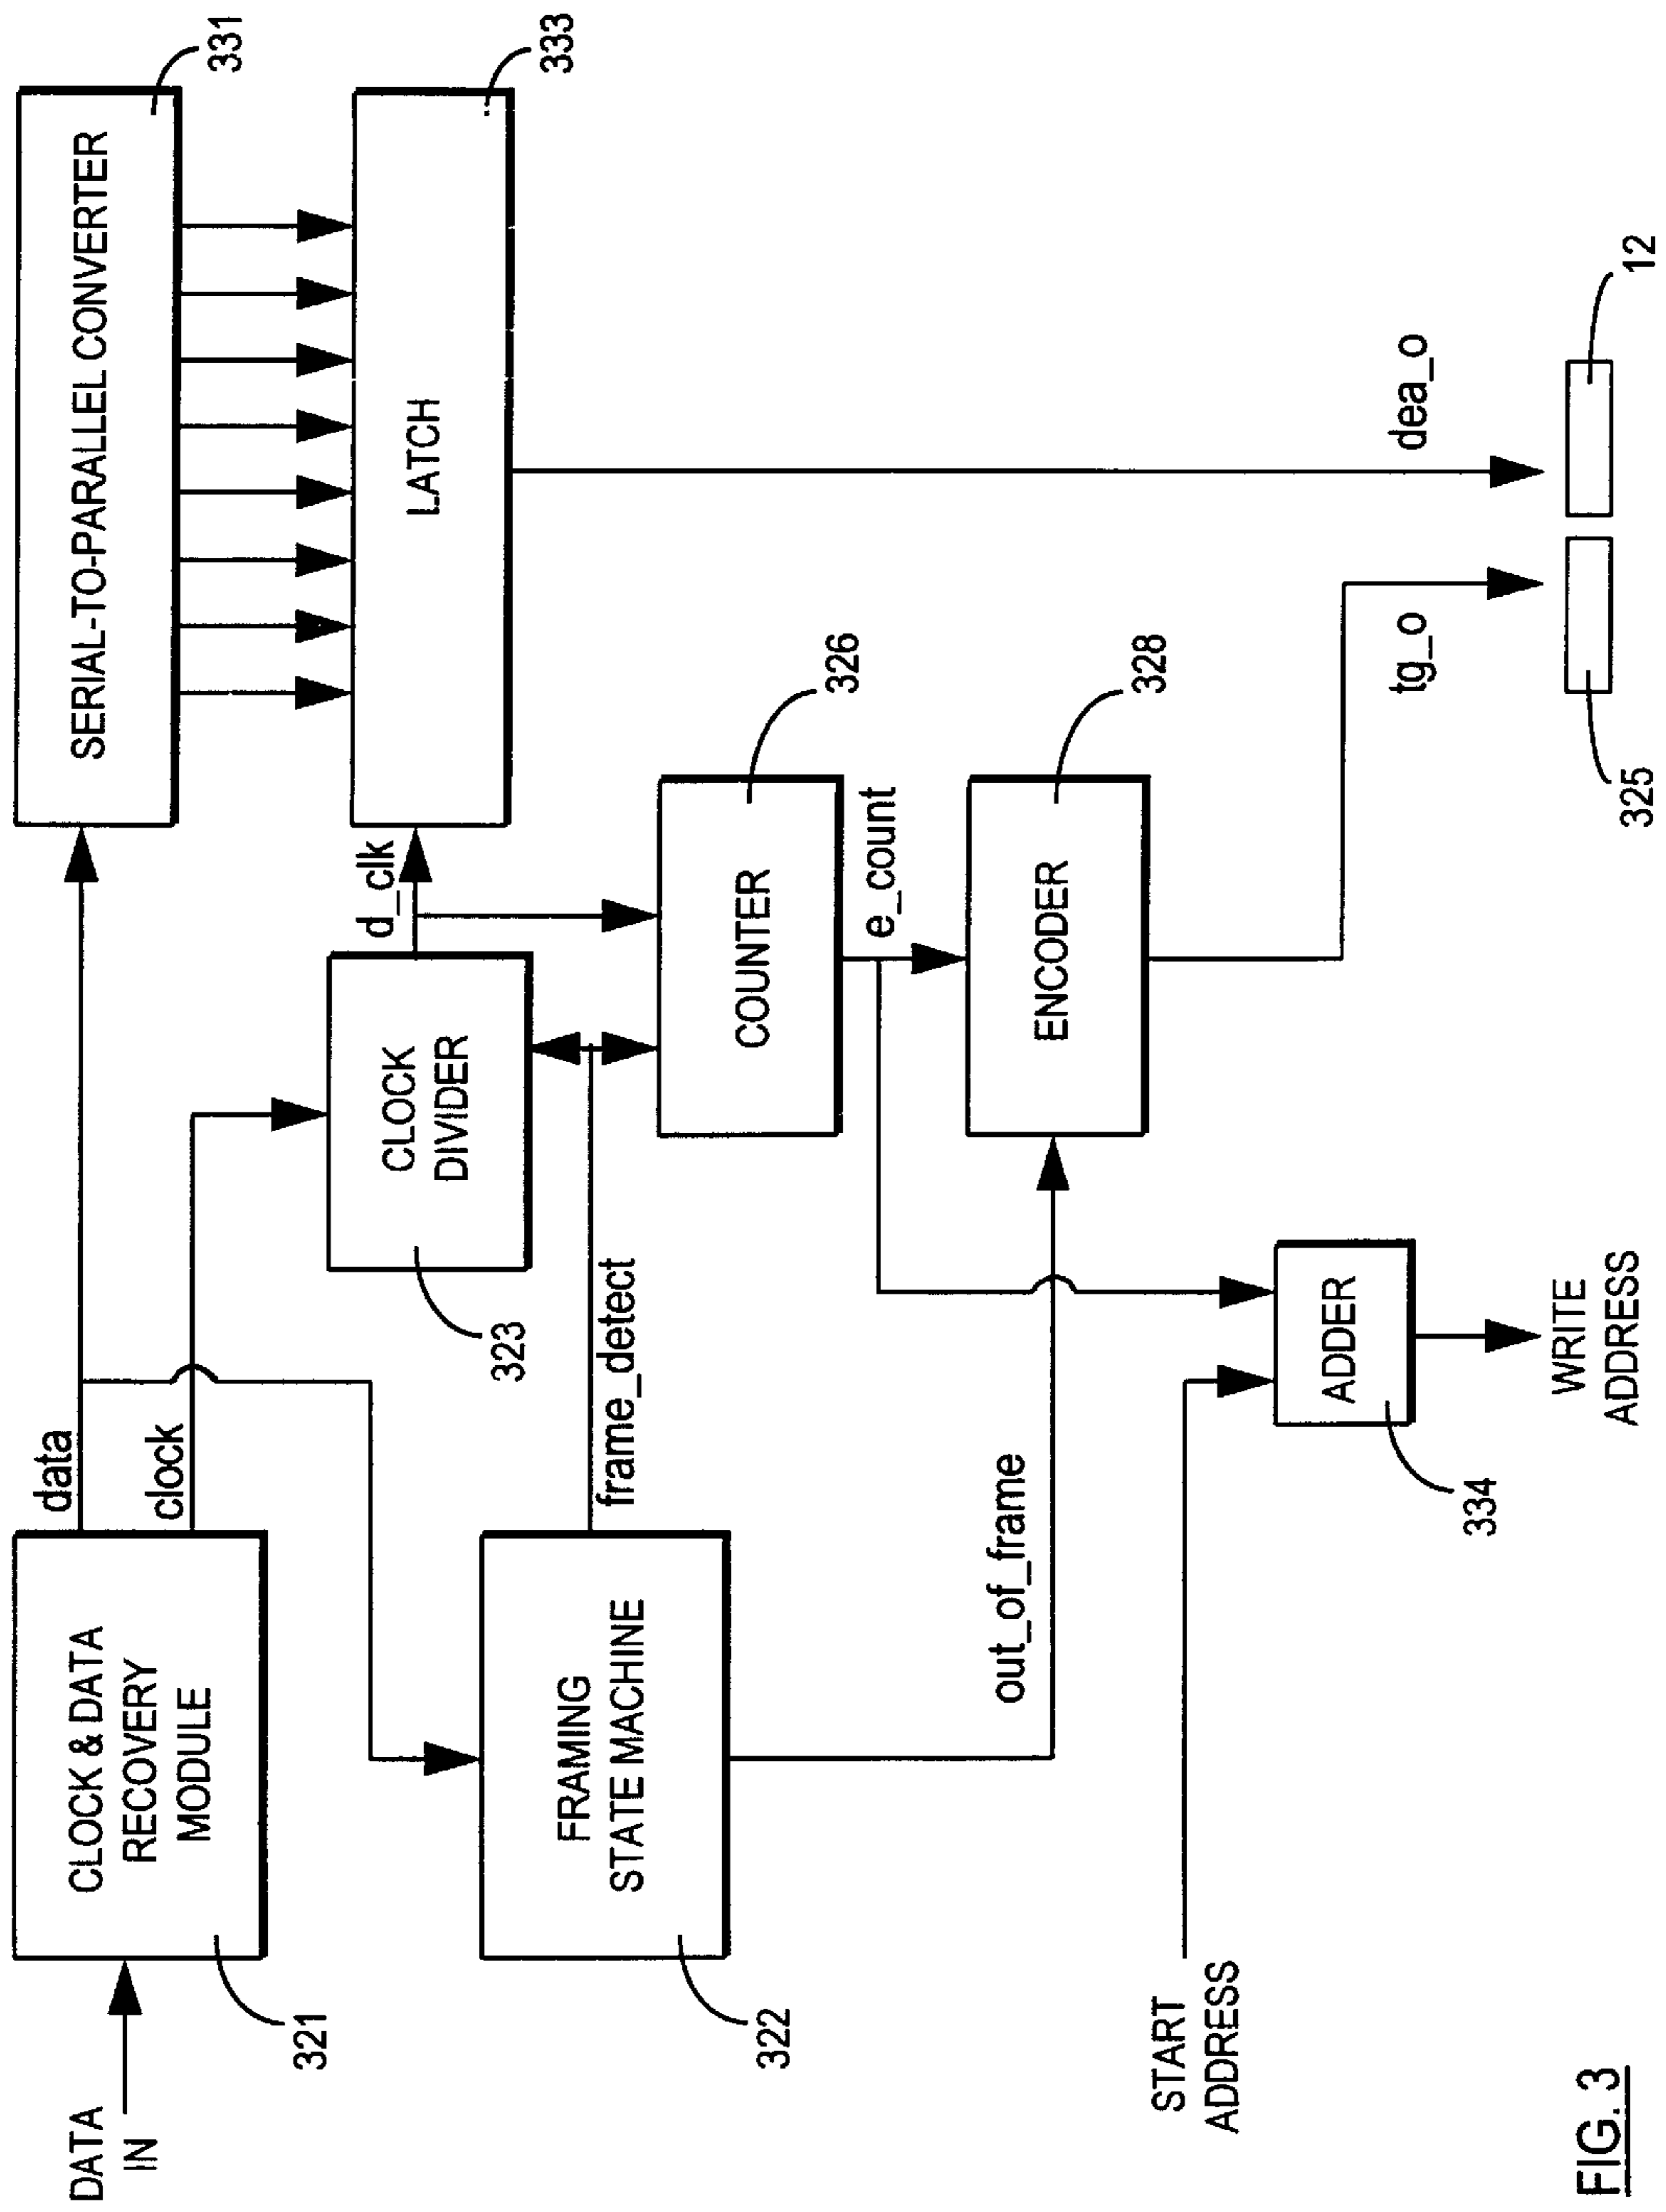 DATA
IN
CLOCK & DATA
RECOVERY
MODULE
321
data
clock
SERIAL-TO-PARALLEL CONVERTER
331
CLOCK
DIVIDER
323
d_clk
LATCH
333
FRAMING
STATE MACHINE
322
frame_detect
COUNTER
326
e_count
out_of_frame
ENCODER
328
START
ADDRESS
ADDER
334
WRITE
ADDRESS
tg_o
dea_o
325
12
FIG. 3